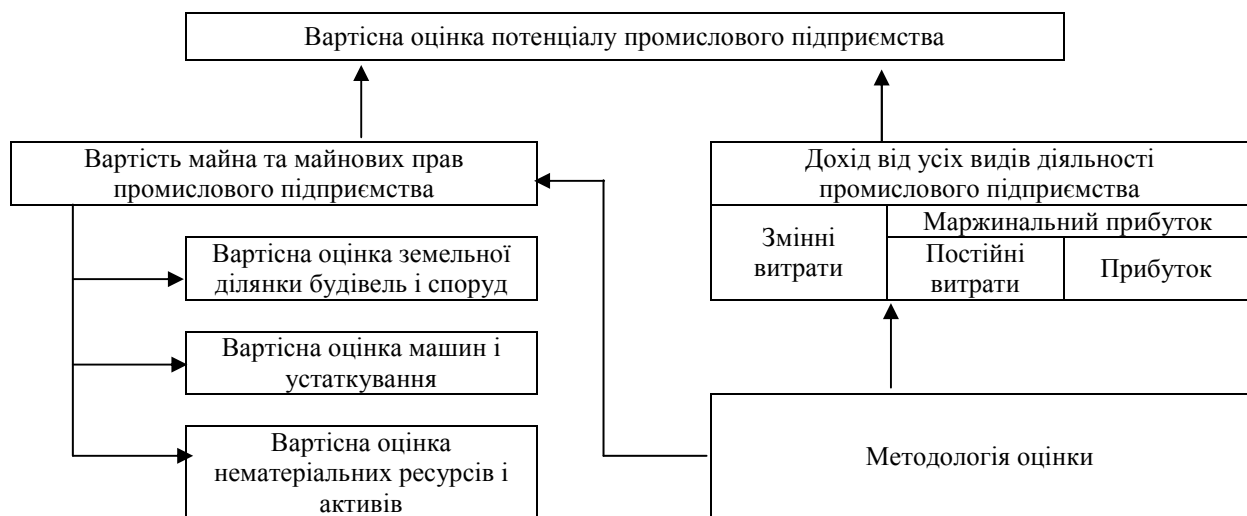 Вартісна оцінка потенціалу промислового підприємства
Вартість майна та майнових прав
промислового підприємства
Дохід від усіх видів діяльності
промислового підприємства
Змінні
витрати
Маржинальний прибуток
Постійні
витрати
Прибуток
Вартісна оцінка земельної
ділянки будівель і споруд
Вартісна оцінка машин і
устаткування
Вартісна оцінка
нематеріальних ресурсів і
активів
Методологія оцінки